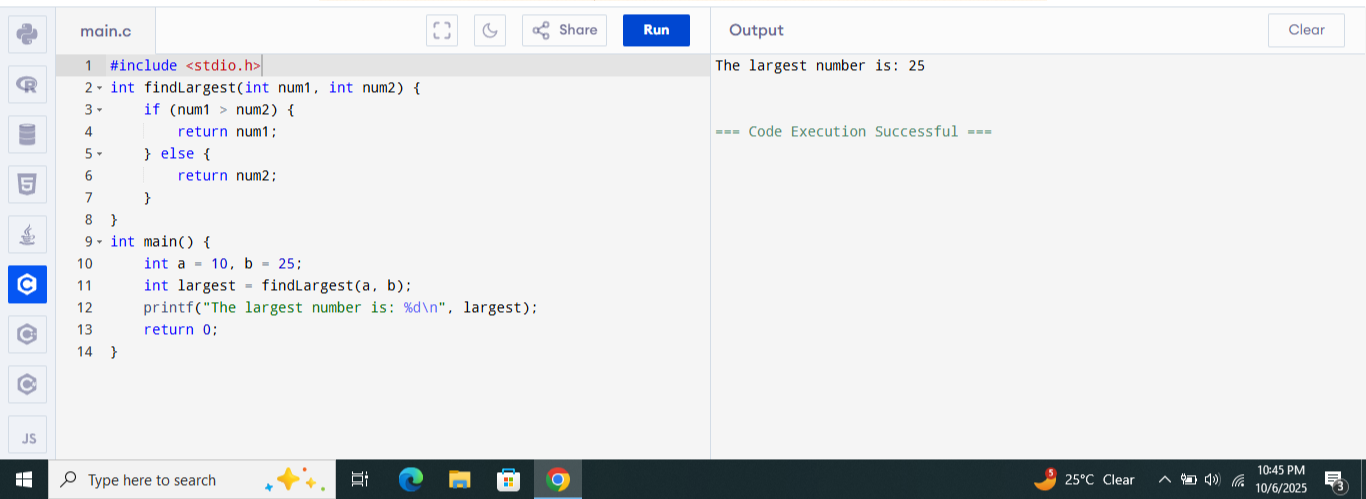 main.c
Share
Run
Output
Clear
1 #include <stdio.h>
2 int findLargest(int num1, int num2) {
3     if (num1 > num2) {
4         return num1;
5     } else {
6         return num2;
7     }
8 }
9 int main() {
10     int a = 10, b = 25;
11     int largest = findLargest(a, b);
12     printf("The largest number is: %d\n", largest);
13     return 0;
14 }
The largest number is: 25
=== Code Execution Successful ===
JS
Type here to search
5
25°C Clear
10:45 PM
10/6/2025
3